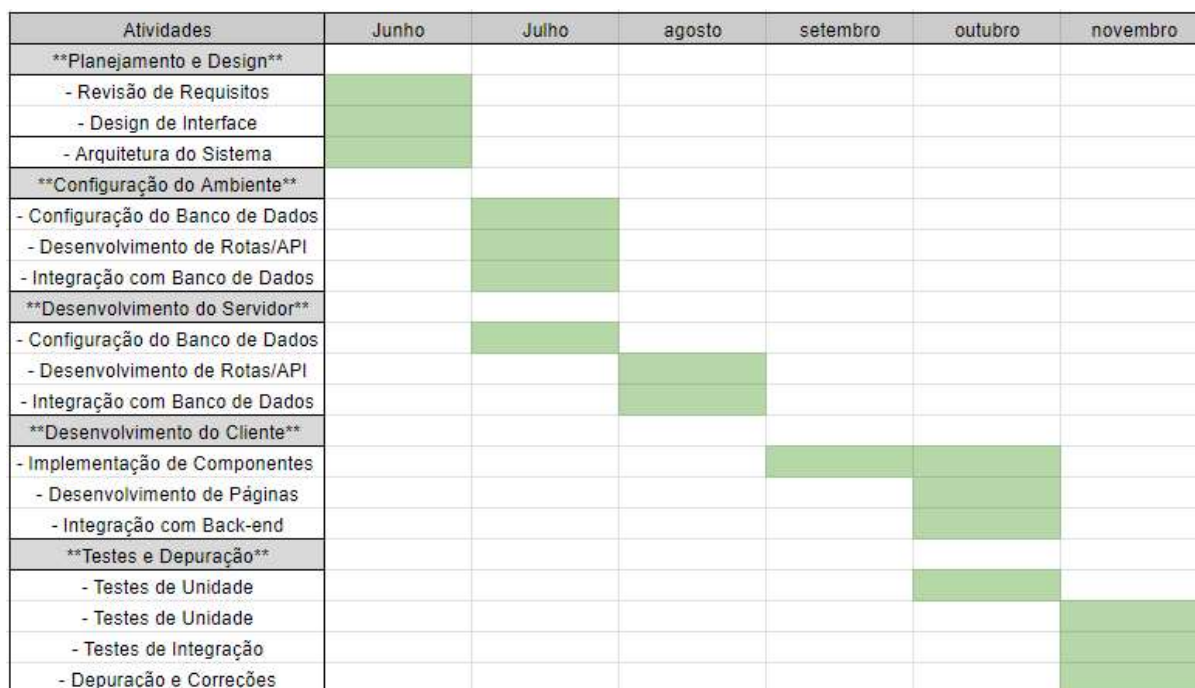 Atividades Junho Julho agosto setembro outubro novembro
**Planejamento e Design**
- Revisão de Requisitos
- Design de Interface
- Arquitetura do Sistema
**Configuração do Ambiente**
- Configuração do Banco de Dados
- Desenvolvimento de Rotas/API
- Integração com Banco de Dados
**Desenvolvimento do Servidor**
- Configuração do Banco de Dados
- Desenvolvimento de Rotas/API
- Integração com Banco de Dados
**Desenvolvimento do Cliente**
- Implementação de Componentes
- Desenvolvimento de Páginas
- Integração com Back-end
**Testes e Depuração**
- Testes de Unidade
- Testes de Unidade
- Testes de Integração
- Depuração e Correções